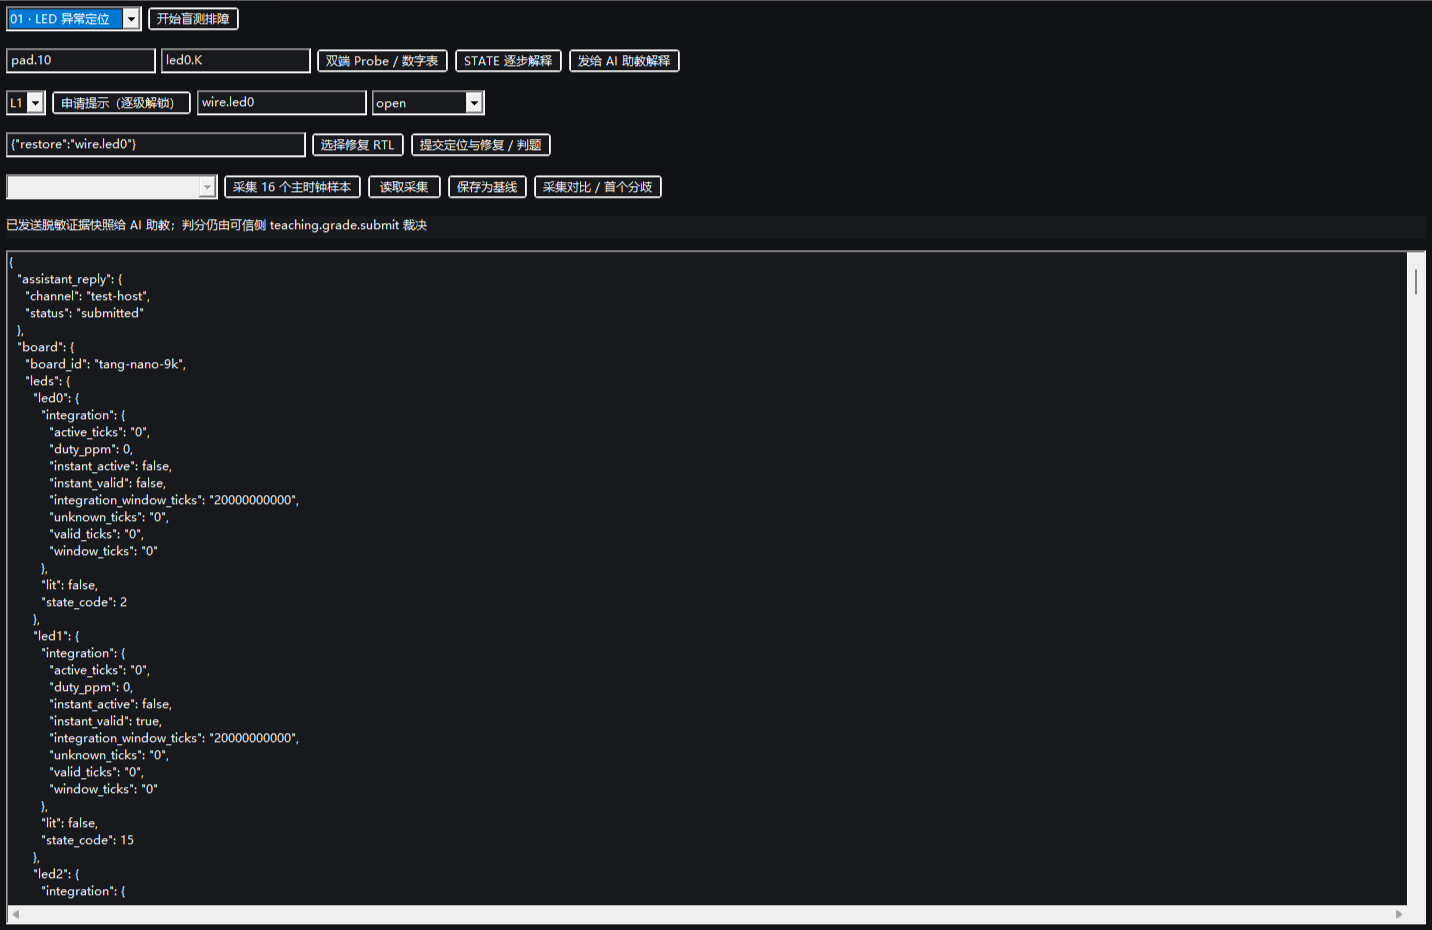 01 · LED 异常定位 开始盲测排障
pad.10 led0.K 双端 Probe / 数字表 STATE 逐步解释 发给 AI 助教解释
L1 申请提示（逐级解锁） wire.led0 open
{"restore":"wire.led0"} 选择修复 RTL 提交定位与修复 / 判题
采集 16 个主时钟样本 读取采集 保存为基线 采集对比 / 首个分歧
已发送脱敏证据快照给 AI 助教；判分仍由可信侧 teaching.grade.submit 裁决
{
"assistant_reply": {
"channel": "test-host",
"status": "submitted"
},
"board": {
"board_id": "tang-nano-9k",
"leds": {
"led0": {
"integration": {
"active_ticks": "0",
"duty_ppm": 0,
"instant_active": false,
"instant_valid": false,
"integration_window_ticks": "20000000000",
"unknown_ticks": "0",
"valid_ticks": "0",
"window_ticks": "0"
},
"lit": false,
"state_code": 2
},
"led1": {
"integration": {
"active_ticks": "0",
"duty_ppm": 0,
"instant_active": false,
"instant_valid": true,
"integration_window_ticks": "20000000000",
"unknown_ticks": "0",
"valid_ticks": "0",
"window_ticks": "0"
},
"lit": false,
"state_code": 15
},
"led2": {
"integration": {